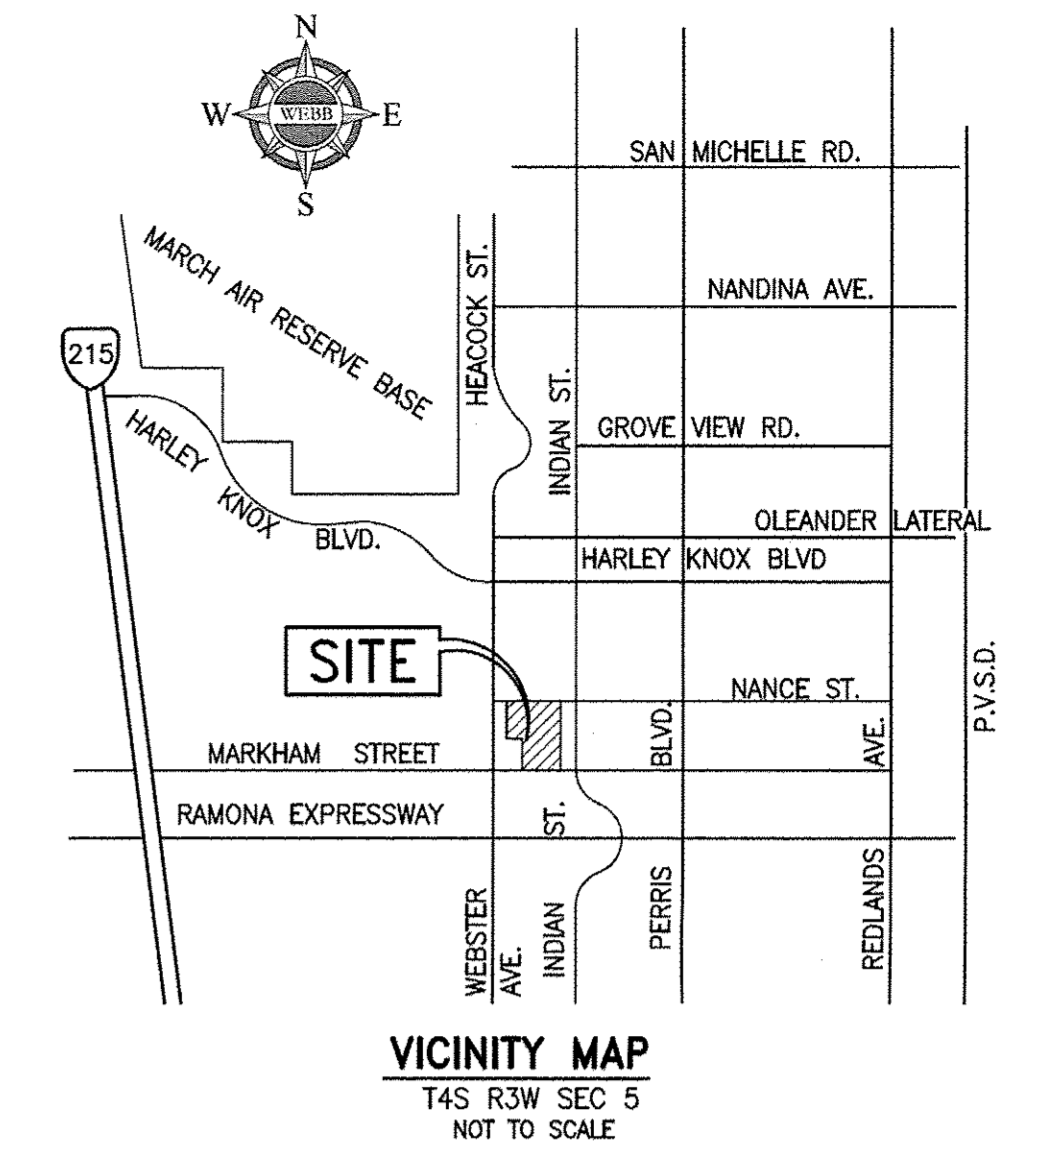 N
W WEBB E
S
SAN MICHELLE RD.
MARCH AIR RESERVE BASE
HEACOCK ST.
NANDINA AVE.
215
INDIAN ST.
GROVE VIEW RD.
HARLEY KNOX BLVD.
OLEANDER LATERAL
HARLEY KNOX BLVD
SITE
NANCE ST.
P.V.S.D.
MARKHAM STREET
RAMONA EXPRESSWAY
WEBSTER
AVE.
INDIAN ST.
PERRIS BLVD.
REDLANDS AVE.
VICINITY MAP
T4S R3W SEC 5
NOT TO SCALE